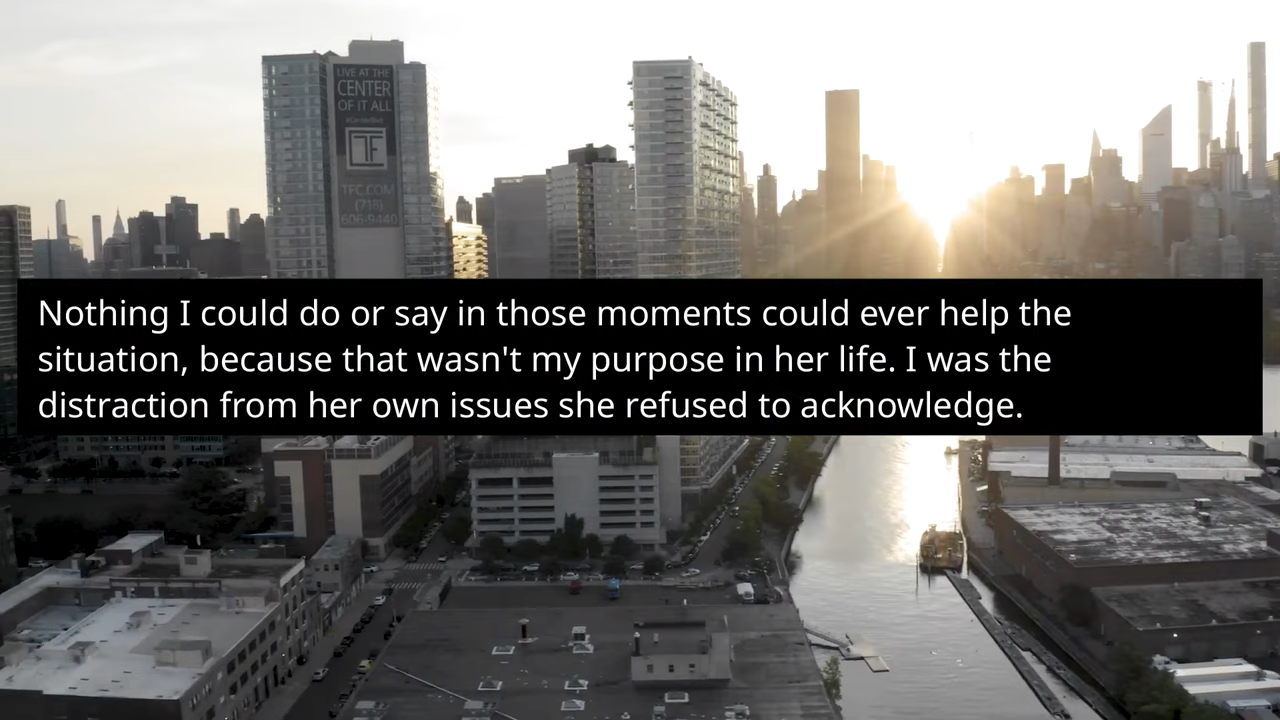 LIVE AT THE
CENTER
OF IT ALL
TFC.COM
(718)
606-9440
Nothing I could do or say in those moments could ever help the
situation, because that wasn't my purpose in her life. I was the
distraction from her own issues she refused to acknowledge.